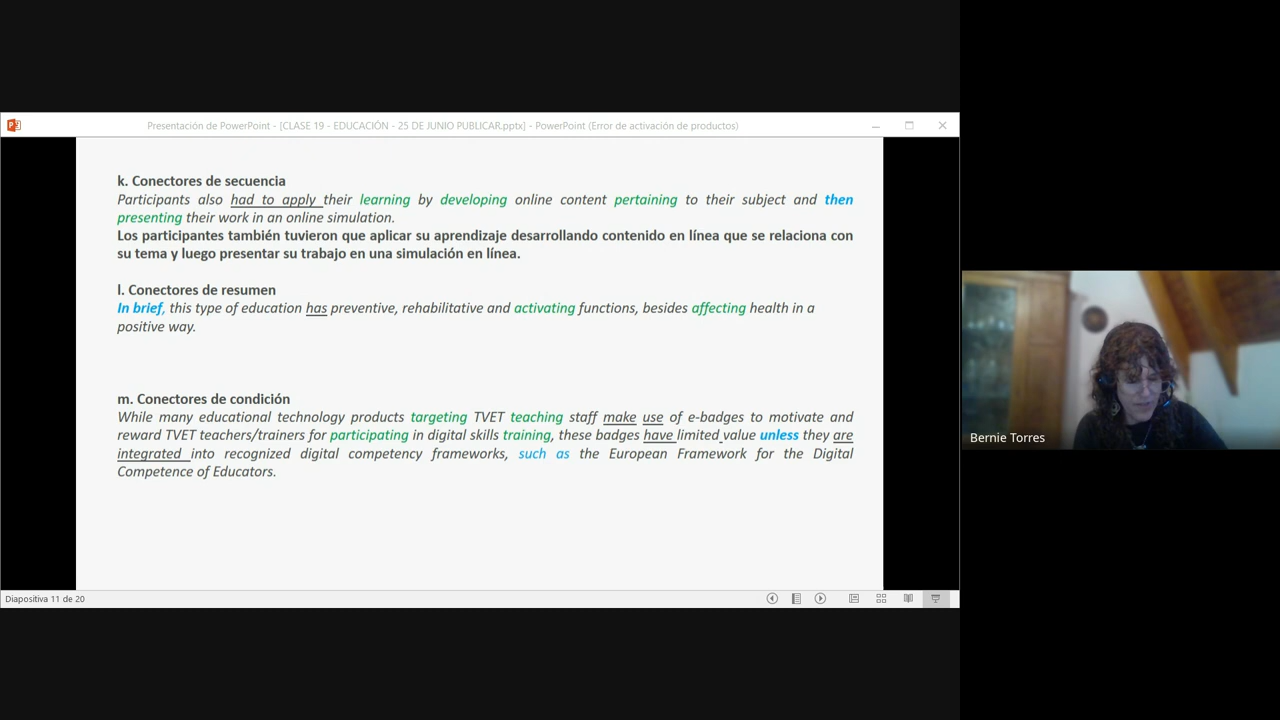 Presentación de PowerPoint - [CLASE 19 - EDUCACIÓN - 25 DE JUNIO PUBLICAR.pptx] - PowerPoint (Error de activación de productos)
k. Conectores de secuencia
Participants also had to apply their learning by developing online content pertaining to their subject and then
presenting their work in an online simulation.
Los participantes también tuvieron que aplicar su aprendizaje desarrollando contenido en línea que se relaciona con
su tema y luego presentar su trabajo en una simulación en línea.
l. Conectores de resumen
In brief, this type of education has preventive, rehabilitative and activating functions, besides affecting health in a
positive way.
m. Conectores de condición
While many educational technology products targeting TVET teaching staff make use of e-badges to motivate and
reward TVET teachers/trainers for participating in digital skills training, these badges have limited value unless they are
integrated into recognized digital competency frameworks, such as the European Framework for the Digital
Competence of Educators.
Diapositiva 11 de 20
Bernie Torres